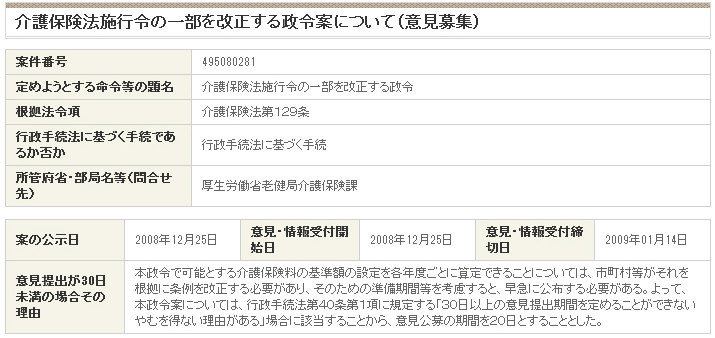 介護保険法施行令の一部を改正する政令案について(意見募集)
案件番号 495080281
定めようとする命令等の題名 介護保険法施行令の一部を改正する政令
根拠法令項 介護保険法第129条
行政手続法に基づく手続であ
るか否か 行政手続法に基づく手続
所管府省・部局名等(問合せ
先) 厚生労働省老健局介護保険課
案の公示日 2008年12月25日 意見・情報受付開
始日 2008年12月25日 意見・情報受付締
切日 2009年01月14日
意見提出が30日
未満の場合その
理由
本政令で可能とする介護保険料の基準額の設定を各年度ごとに算定できることについては、市町村等がそれを
根拠に条例を改正する必要があり、そのための準備期間等を考慮すると、早急に公布する必要がある。よって、
本政令案については、行政手続法第40条第1項に規定する「30日以上の意見提出期間を定めることができない
やむを得ない理由がある」場合に該当することから、意見公募の期間を20日とすることとした。